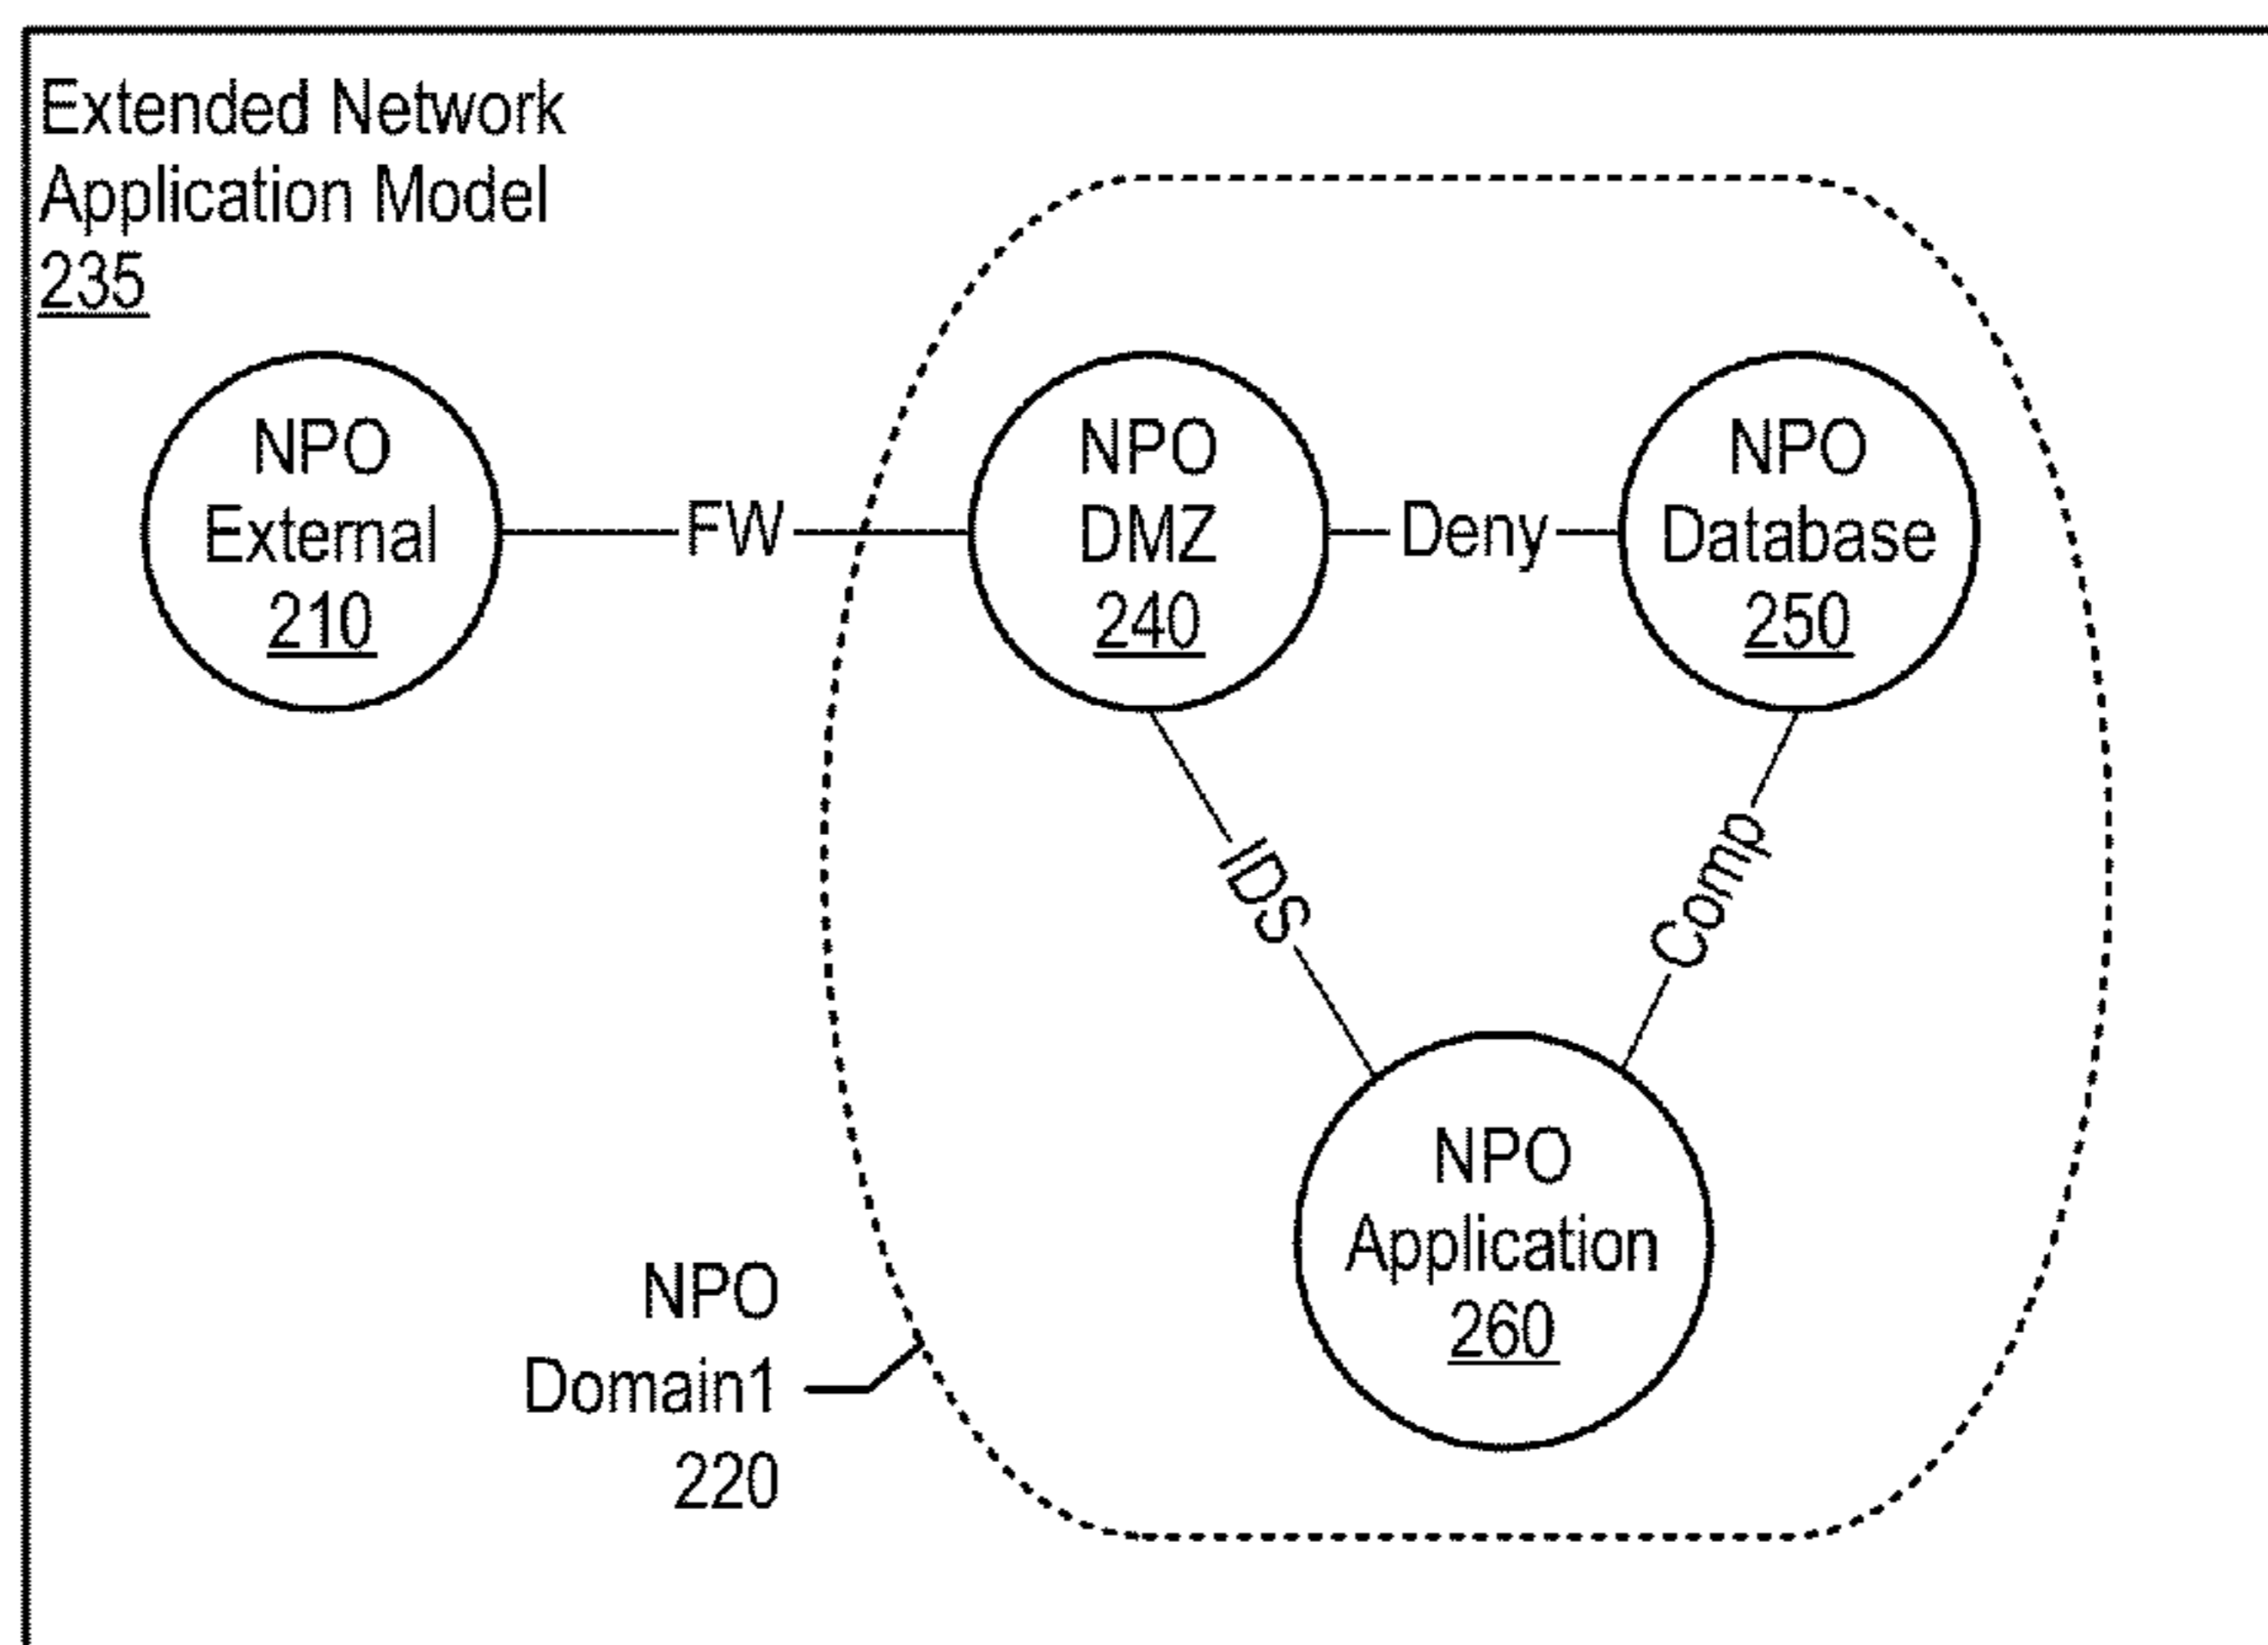 Extended Network
Application Model
235
NPO
External
210
FW
NPO
DMZ
240
Deny
NPO
Database
250
IDS
Comp
NPO
Application
260
NPO
Domain1
220